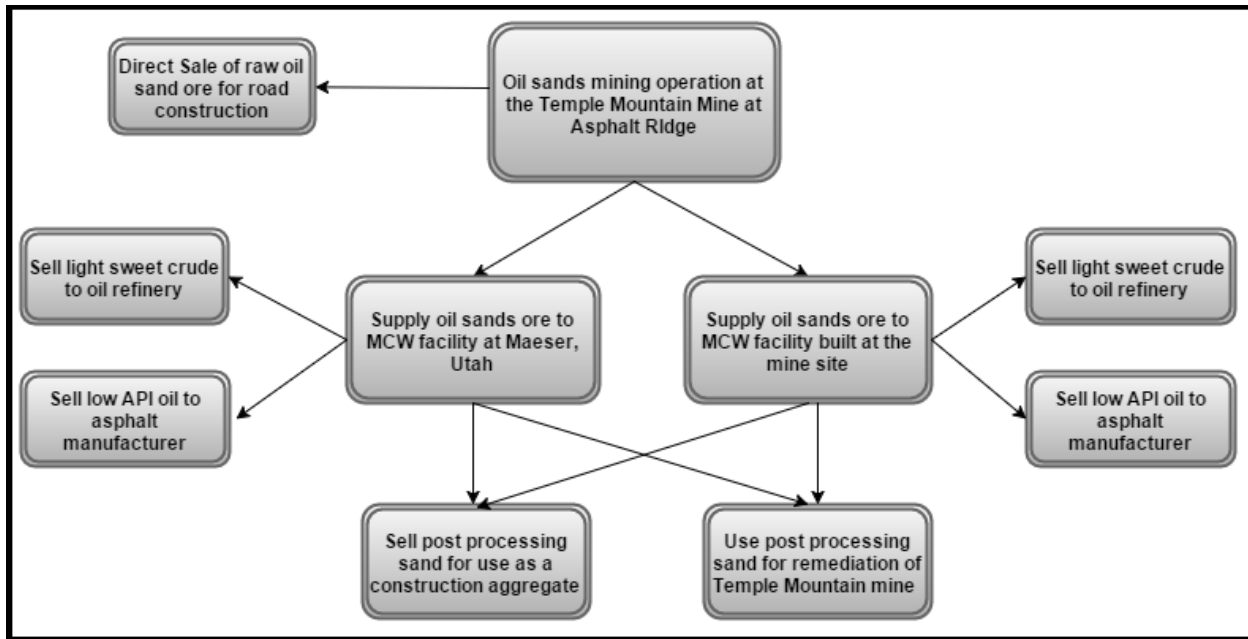 Direct Sale of raw oil
sand ore for road
construction
Oil sands mining operation at
the Temple Mountain Mine at
Asphalt RIdge
Sell light sweet crude
to oil refinery
Supply oil sands ore to
MCW facility at Maeser,
Utah
Supply oil sands ore to
MCW facility built at the
mine site
Sell light sweet crude
to oil refinery
Sell low API oil to
asphalt
manufacturer
Sell low API oil to
asphalt
manufacturer
Sell post processing
sand for use as a
construction aggregate
Use post processing
sand for remediation of
Temple Mountain mine